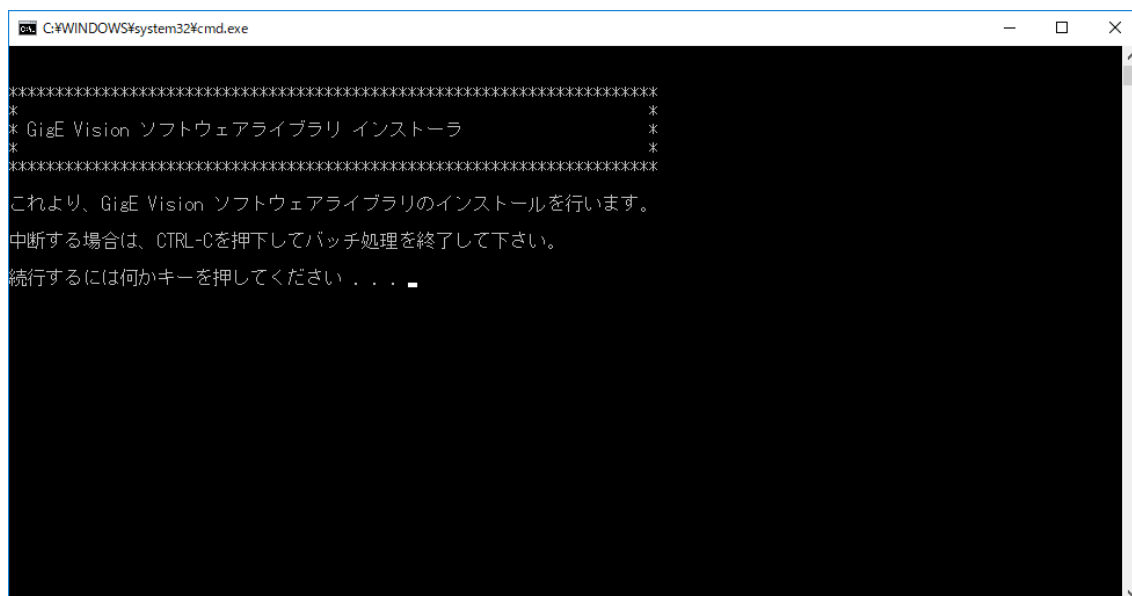 C:¥WINDOWS¥system32¥cmd.exe
***********************************************************************
*                                                                     *
* GigE Vision ソフトウェアライブラリ インストーラ                     *
*                                                                     *
***********************************************************************
これより、GigE Vision ソフトウェアライブラリのインストールを行います。
中断する場合は、CTRL-Cを押下してバッチ処理を終了して下さい。
続行するには何かキーを押してください . . .